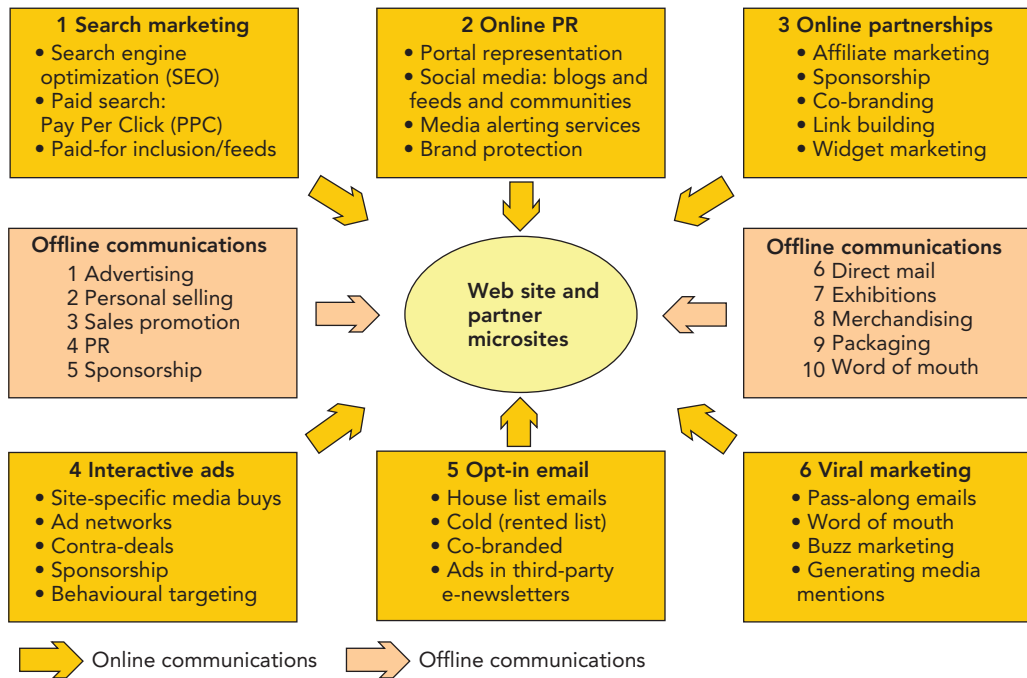 1 Search marketing
• Search engine
optimization (SEO)
• Paid search:
Pay Per Click (PPC)
• Paid-for inclusion/feeds
2 Online PR
• Portal representation
• Social media: blogs and
feeds and communities
• Media alerting services
• Brand protection
3 Online partnerships
• Affiliate marketing
• Sponsorship
• Co-branding
• Link building
• Widget marketing
Offline communications
1 Advertising
2 Personal selling
3 Sales promotion
4 PR
5 Sponsorship
Web site and
partner
microsites
Offline communications
6 Direct mail
7 Exhibitions
8 Merchandising
9 Packaging
10 Word of mouth
4 Interactive ads
• Site-specific media buys
• Ad networks
• Contra-deals
• Sponsorship
• Behavioural targeting
5 Opt-in email
• House list emails
• Cold (rented list)
• Co-branded
• Ads in third-party
e-newsletters
6 Viral marketing
• Pass-along emails
• Word of mouth
• Buzz marketing
• Generating media
mentions
Online communications
Offline communications